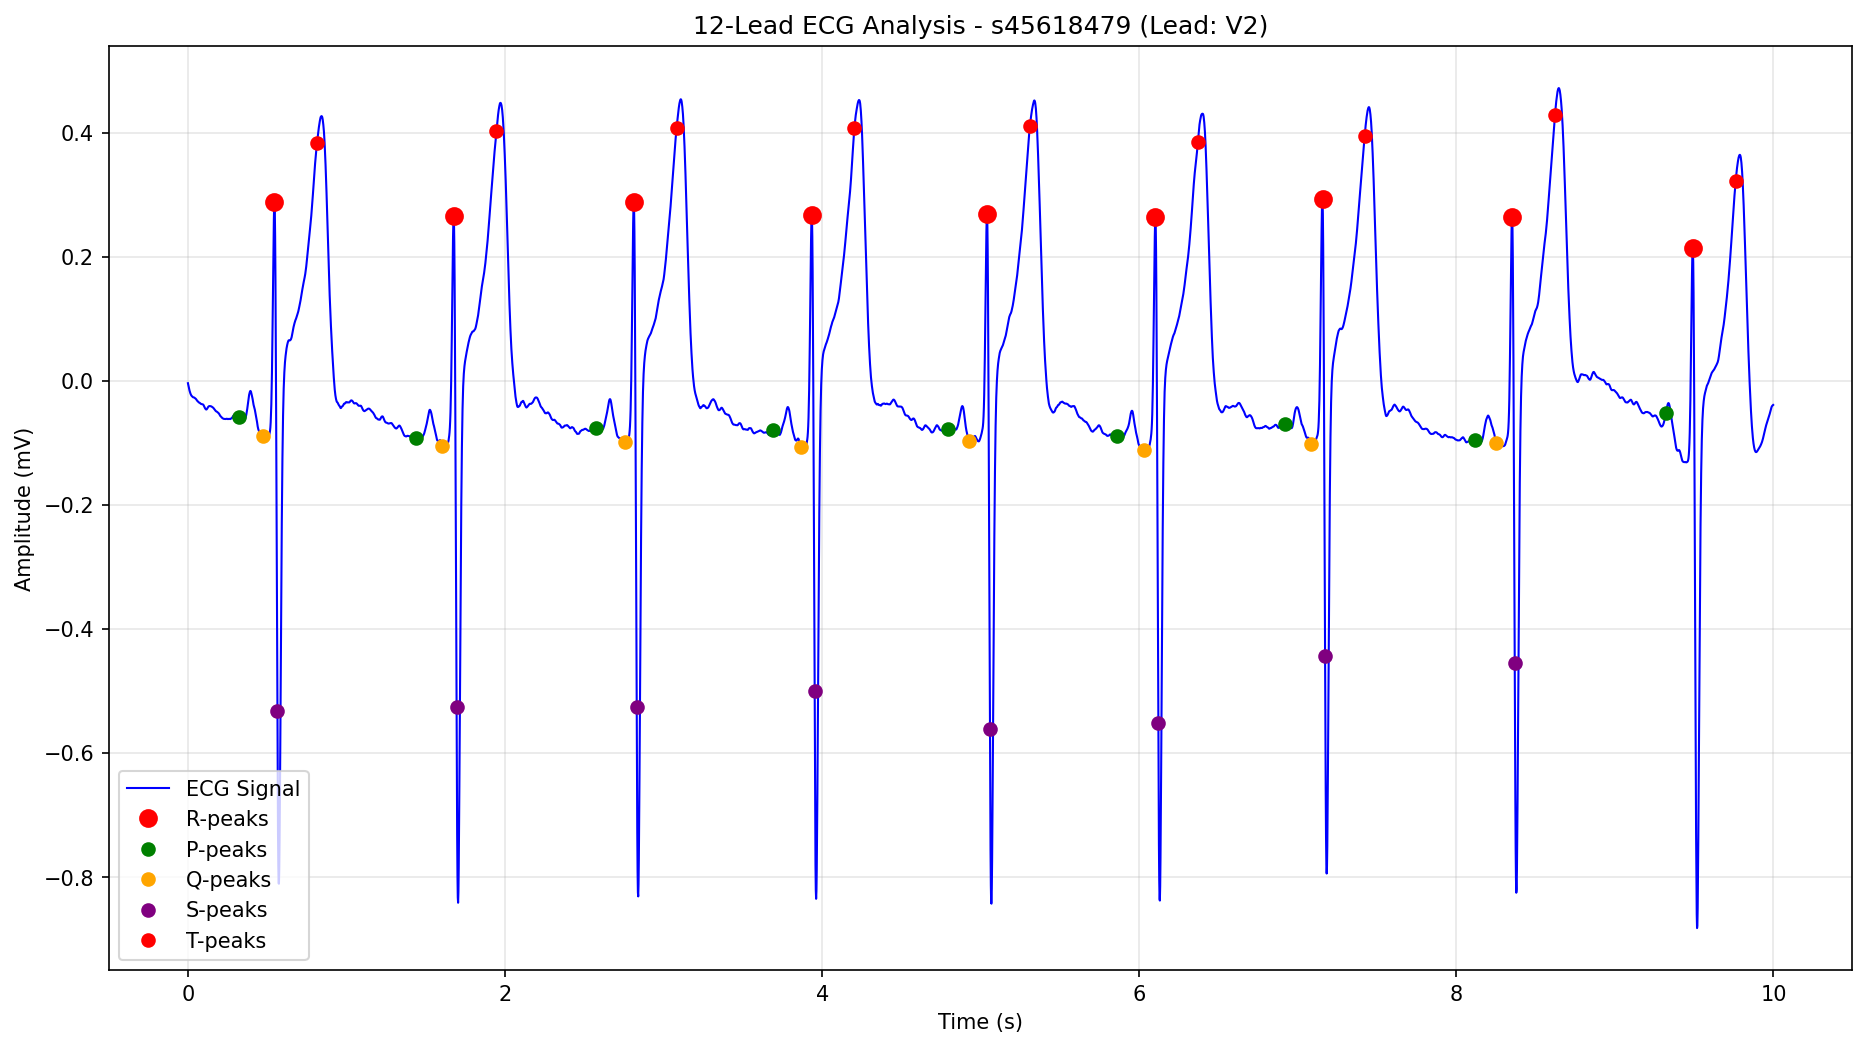 12-Lead ECG Analysis - s45618479 (Lead: V2)
Amplitude (mV)
0.4
0.2
0.0
−0.2
−0.4
−0.6
−0.8
ECG Signal
R-peaks
P-peaks
Q-peaks
S-peaks
T-peaks
0 2 4 6 8 10
Time (s)